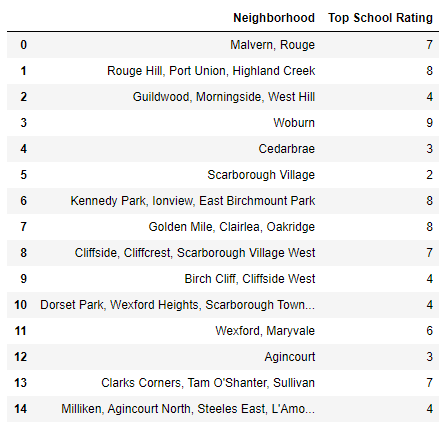 Neighborhood Top School Rating
0 Malvern, Rouge 7
1 Rouge Hill, Port Union, Highland Creek 8
2 Guildwood, Morningside, West Hill 4
3 Woburn 9
4 Cedarbrae 3
5 Scarborough Village 2
6 Kennedy Park, Ionview, East Birchmount Park 8
7 Golden Mile, Clairlea, Oakridge 8
8 Cliffside, Cliffcrest, Scarborough Village West 7
9 Birch Cliff, Cliffside West 4
10 Dorset Park, Wexford Heights, Scarborough Town... 4
11 Wexford, Maryvale 6
12 Agincourt 3
13 Clarks Corners, Tam O'Shanter, Sullivan 7
14 Milliken, Agincourt North, Steeles East, L'Amo... 4